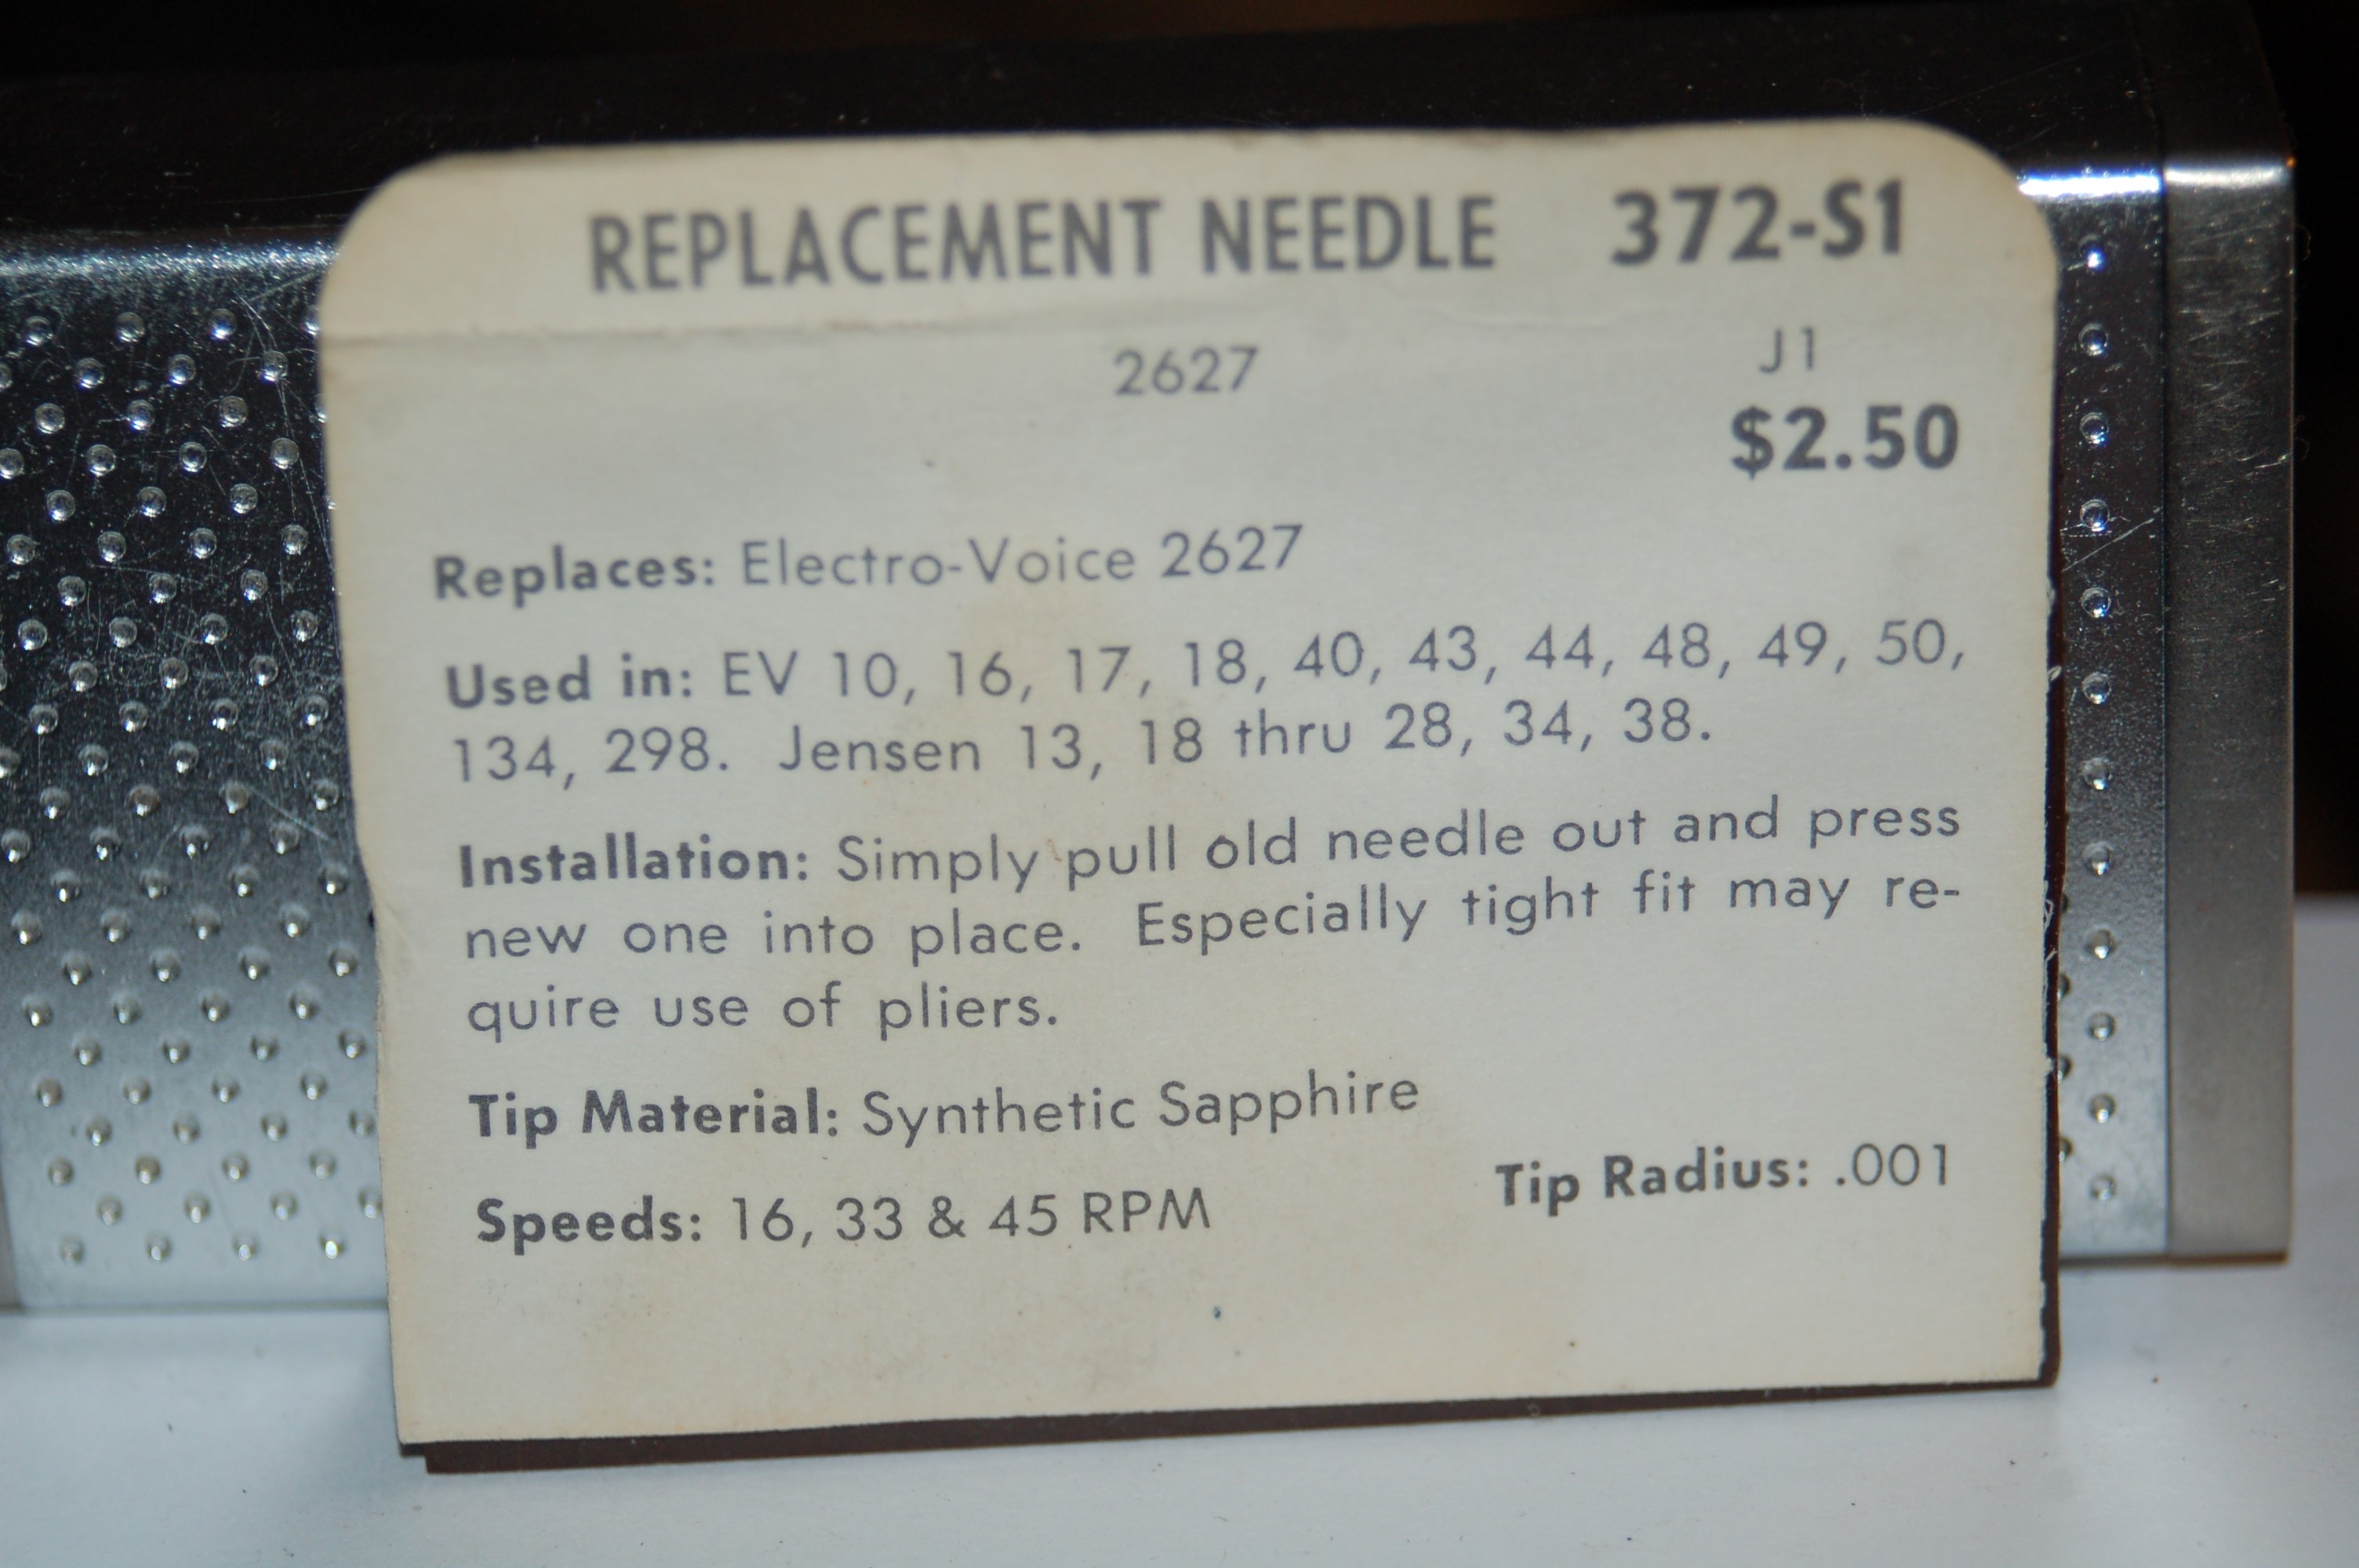 REPLACEMENT NEEDLE 372-S1
2627 J1
$2.50
Replaces: Electro-Voice 2627
Used in: EV 10, 16, 17, 18, 40, 43, 44, 48, 49, 50,
134, 298. Jensen 13, 18 thru 28, 34, 38.
Installation: Simply pull old needle out and press
new one into place. Especially tight fit may re-
quire use of pliers.
Tip Material: Synthetic Sapphire
Speeds: 16, 33 & 45 RPM Tip Radius: .001